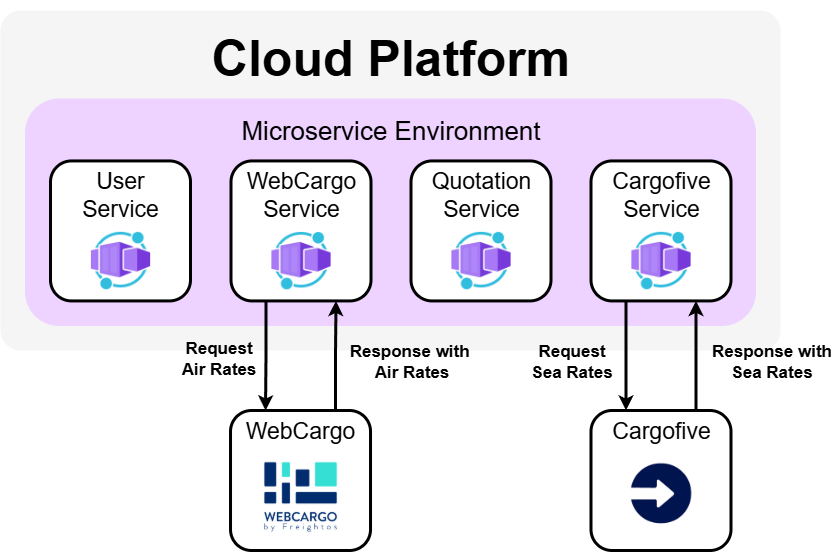 Cloud Platform
Microservice Environment
User
Service
WebCargo
Service
Quotation
Service
Cargofive
Service
Request
Air Rates
Response with
Air Rates
Request
Sea Rates
Response with
Sea Rates
WebCargo
WEBCARGO
by Freightos
Cargofive